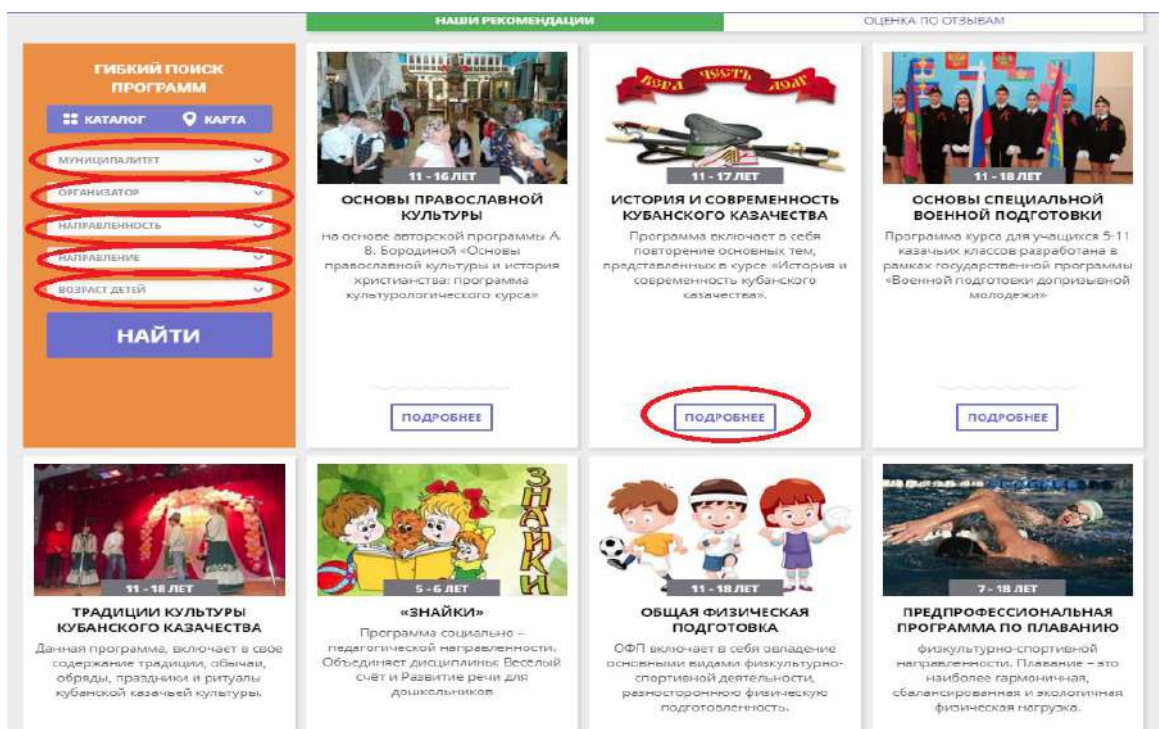 НАШИ РЕКОМЕНДАЦИИ
ОЦЕНКА ПО ОТЗЫВАМ
ГИБКИЙ ПОИСК
ПРОГРАММ
КАТАЛОГ
КАРТА
МУНИЦИПАЛИТЕТ
ОРГАНИЗАТОР
НАПРАВЛЕННОСТЬ
НАПРАВЛЕНИЕ
ВОЗРАСТ ДЕТЕЙ
НАЙТИ
11 - 16 ЛЕТ
ОСНОВЫ ПРАВОСЛАВНОЙ
КУЛЬТУРЫ
на основе авторской программы А.
В. Бородиной «Основы
православной культуры и история
христианства: программа
культурологического курса»
ПОДРОБНЕЕ
ВЕРА ЧЕСТЬ ДОЛГ
11 - 17 ЛЕТ
ИСТОРИЯ И СОВРЕМЕННОСТЬ
КУБАНСКОГО КАЗАЧЕСТВА
Программа включает в себя
повторение основных тем,
представленных в курсе «История и
современность кубанского
казачества».
ПОДРОБНЕЕ
11 - 18 ЛЕТ
ОСНОВЫ СПЕЦИАЛЬНОЙ
ВОЕННОЙ ПОДГОТОВКИ
Программа курса для учащихся 5-11
казачьих классов разработана в
рамках государственной программы
«Военной подготовки допризывной
молодежи»
ПОДРОБНЕЕ
11 - 18 ЛЕТ
ТРАДИЦИИ КУЛЬТУРЫ
КУБАНСКОГО КАЗАЧЕСТВА
Данная программа, включает в свое
содержание традиции, обычаи,
обряды, праздники и ритуалы
кубанской казачьей культуры.
ЗНАЙКИ
5 - 6 ЛЕТ
«ЗНАЙКИ»
Программа социально –
педагогической направленности.
Объединяет дисциплины: Веселый
счёт и Развитие речи для
дошкольников
11 - 18 ЛЕТ
ОБЩАЯ ФИЗИЧЕСКАЯ
ПОДГОТОВКА
ОФП включает в себя овладение
основными видами физкультурно-
спортивной деятельности,
разностороннюю физическую
подготовленность.
7 - 18 ЛЕТ
ПРЕДПРОФЕССИОНАЛЬНАЯ
ПРОГРАММА ПО ПЛАВАНИЮ
физкультурно-спортивной
направленности. Плавание – это
наиболее гармоничная,
сбалансированная и экологичная
физическая нагрузка.